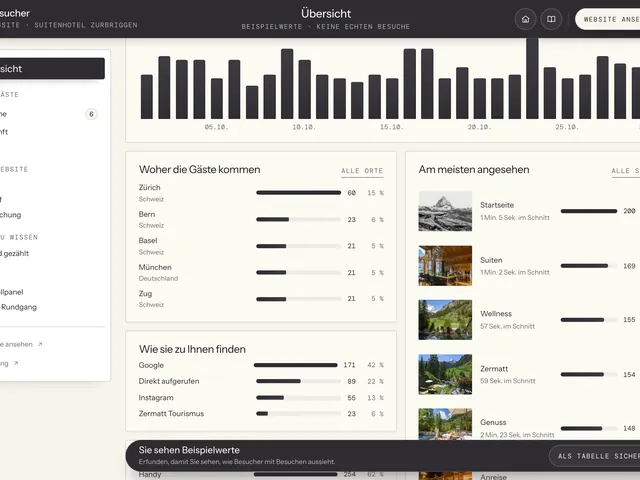 sucher
SITE · SUITENHOTEL ZURBRIGGEN
Übersicht
BEISPIELWERTE · KEINE ECHTEN BESUCHE
WEBSITE ANSE
sicht
ÄSTE
ne
6
nft
EBSITE
f
chung
U WISSEN
d gezählt
llpanel
Rundgang
e ansehen ↗
ng ↗
05.10.
10.10.
15.10.
20.10.
25.10.
Woher die Gäste kommen
ALLE ORTE
Zürich
Schweiz
60 15 %
Bern
Schweiz
23 6 %
Basel
Schweiz
21 5 %
München
Deutschland
21 5 %
Zug
Schweiz
21 5 %
Wie sie zu Ihnen finden
Google 171 42 %
Direkt aufgerufen 89 22 %
Instagram 55 13 %
Zermatt Tourismus 23 6 %
Am meisten angesehen
ALLE S
Startseite
1 Min. 5 Sek. im Schnitt
200
Suiten
1 Min. 2 Sek. im Schnitt
169
Wellness
57 Sek. im Schnitt
155
Zermatt
59 Sek. im Schnitt
154
Genuss
2 Min. 23 Sek. im Schnitt
148
Anreise
Sie sehen Beispielwerte
Erfunden, damit Sie sehen, wie Besucher mit Besuchen aussieht.
ALS TABELLE SICHER
Handy 254 62 %